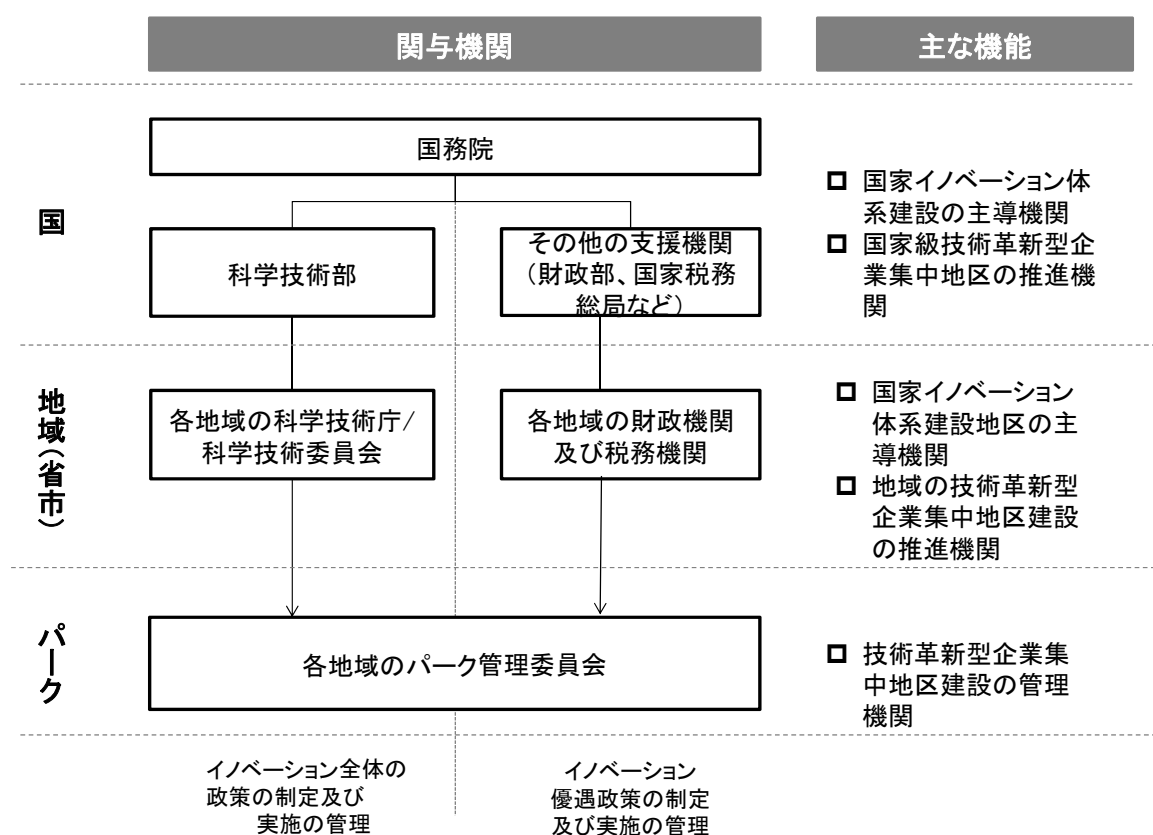 関与機関
主な機能
国
国務院
科学技術部
その他の支援機関
（財政部、国家税務
総局など）
国家イノベーション体
系建設の主導機関
国家級技術革新型企
業集中地区の推進機
関
地域（省市）
各地域の科学技術庁/
科学技術委員会
各地域の財政機関
及び税務機関
国家イノベーション
体系建設地区の主
導機関
地域の技術革新型
企業集中地区建設
の推進機関
パーク
各地域のパーク管理委員会
技術革新型企業集
中地区建設の管理
機関
イノベーション全体の
政策の制定及び
実施の管理
イノベーション
優遇政策の制定
及び実施の管理